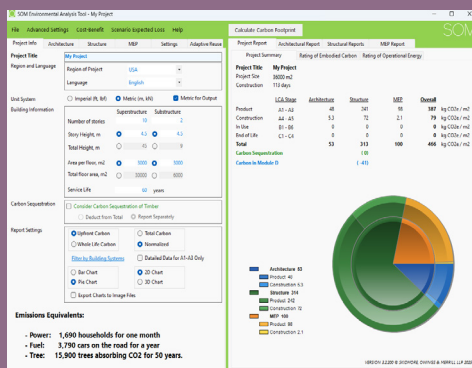 SOM Environmental Analysis Tool - My Project
File Advanced Settings Cost-Benefit Scenario Expected Loss Help
Calculate Carbon Footprint
SOM
Project Info Architecture Structure MEP Settings Adaptive Reuse
Project Title My Project
Region and Language
Region of Project USA
Language English
Unit System Imperial (ft, lbf) Metric (m, kN) Metric for Output
Building Information
Superstructure Substructure
Number of stories 10 2
Story Height, m 4.5 4.5
Total Height, m 45 9
Area per floor, m2 3000 3000
Total floor area, m2 30000 6000
Service Life 60 years
Carbon Sequestration
Consider Carbon Sequestration of Timber
Deduct from Total Report Separately
Report Settings
Upfront Carbon Total Carbon
Whole Life Carbon Normalized
Filter by Building Systems Detailed Data for A1-A3 Only
Bar Chart 2D Chart
Pie Chart 3D Chart
Export Charts to Image Files
Emissions Equivalents:
- Power: 1,690 households for one month
- Fuel: 3,790 cars on the road for a year
- Tree: 15,900 trees absorbing CO2 for 50 years.
Project Report Architectural Report Structural Reports MEP Report
Project Summary Rating of Embodied Carbon Rating of Operational Energy
Project Title My Project
Project Size 36000 m2
Construction 113 days
LCA Stage Architecture Structure MEP Overall
Product A1 - A3 48 241 98 387 kg CO2e / m2
Construction A4 - A5 5.3 72 2.1 79 kg CO2e / m2
In Use B1 - B6 0 0 0 0 kg CO2e / m2
End of Life C1 - C4 0 0 0 0 kg CO2e / m2
Total 53 313 100 466 kg CO2e / m2
Carbon Sequestration
Carbon in Module D ( -41)
Architecture
Product
Construction 5.3
Structure 314
Product 242
Construction 72
MEP 100
Product 98
Construction 2.1
VERSION © SKIDMORE, OWINGS & MERRILL LLP